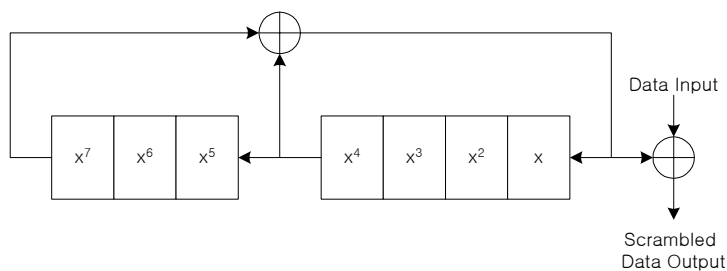 Data Input
x⁷ x⁶ x⁵ x⁴ x³ x² x
Scrambled
Data Output